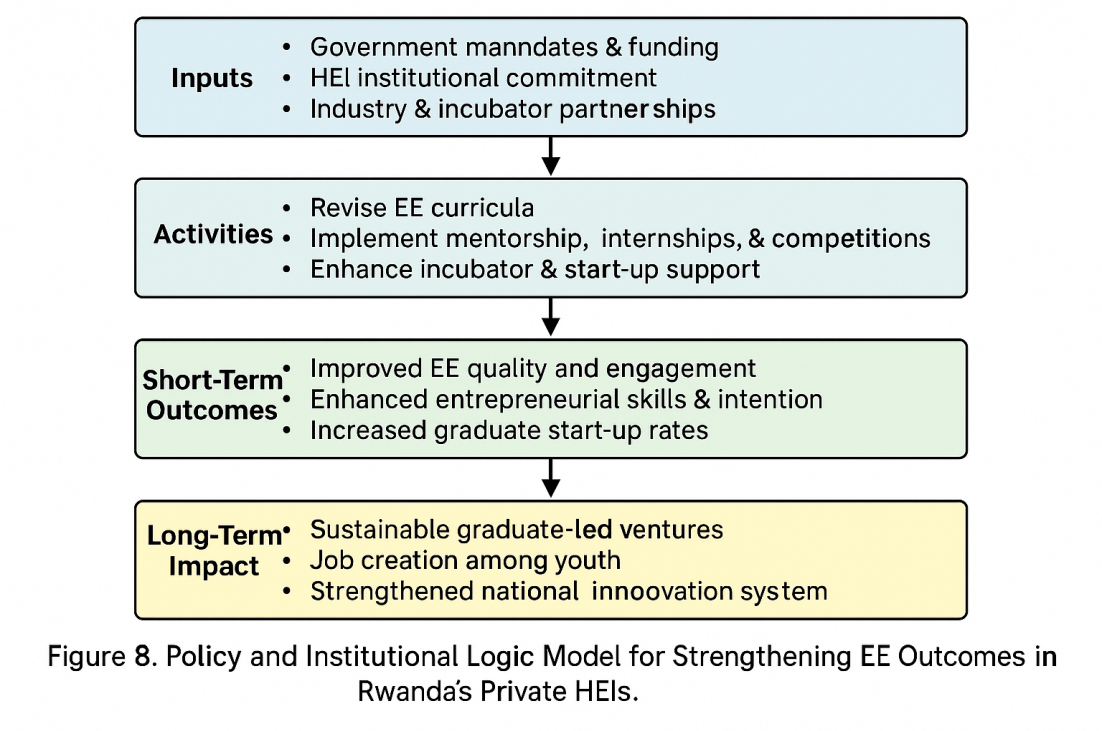 Inputs
• Government manndates & funding
• HEI institutional commitment
• Industry & incubator partnerships
Activities
• Revise EE curricula
• Implement mentorship, internships, & competitions
• Enhance incubator & start-up support
Short-Term
Outcomes
• Improved EE quality and engagement
• Enhanced entrepreneurial skills & intention
• Increased graduate start-up rates
Long-Term
Impact
• Sustainable graduate-led ventures
• Job creation among youth
• Strengthened national innoovation system
Figure 8. Policy and Institutional Logic Model for Strengthening EE Outcomes in
Rwanda's Private HEIs.